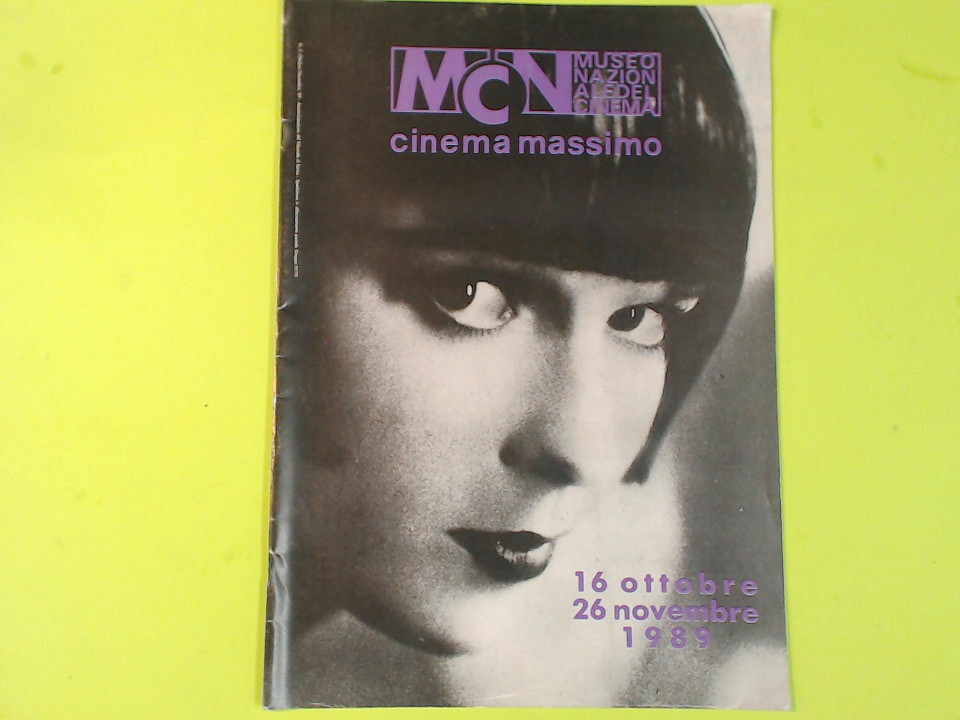 MCN
MUSEO
NAZION
ALEDEL
CINEMA
cinema massimo
16 ottobre
26 novembre
1989